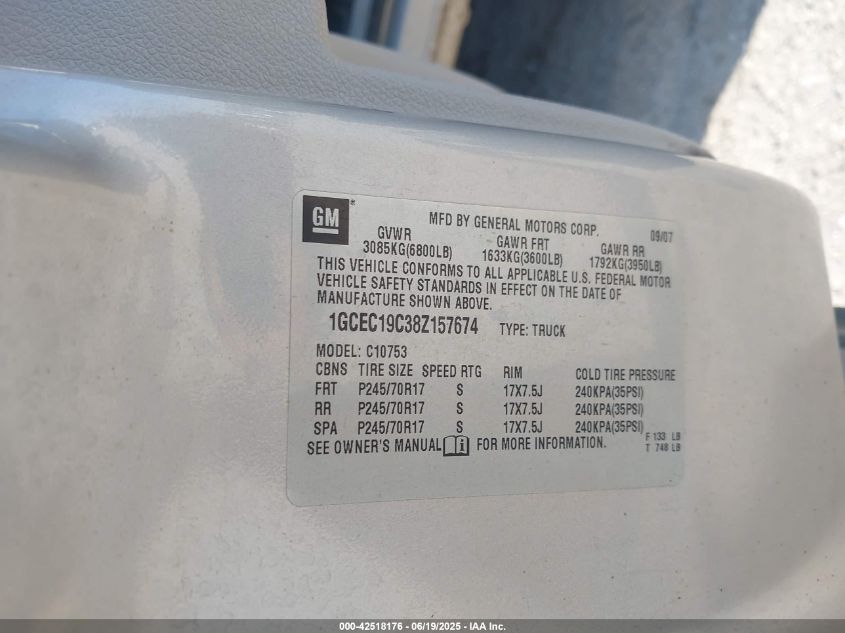 GM
MFD BY GENERAL MOTORS CORP. 09/07
GVWR GAWR FRT GAWR RR
3085KG(6800LB) 1633KG(3600LB) 1792KG(3950LB)
THIS VEHICLE CONFORMS TO ALL APPLICABLE U.S. FEDERAL MOTOR
VEHICLE SAFETY STANDARDS IN EFFECT ON THE DATE OF
MANUFACTURE SHOWN ABOVE.
1GCEC19C38Z157674 TYPE: TRUCK
MODEL: C10753
CBNS TIRE SIZE SPEED RTG RIM COLD TIRE PRESSURE
FRT P245/70R17 S 17X7.5J 240KPA(35PSI)
RR P245/70R17 S 17X7.5J 240KPA(35PSI)
SPA P245/70R17 S 17X7.5J 240KPA(35PSI)
SEE OWNER'S MANUAL FOR MORE INFORMATION.
F 133 LB
T 748 LB
000-42518176 - 06/19/2025 - IAA Inc.